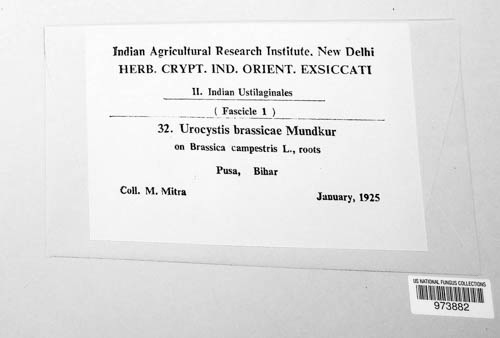 Indian Agricultural Research Institute, New Delhi
HERB. CRYPT. IND. ORIENT. EXSICCATI
II. Indian Ustilaginales
( Fascicle 1 )
32. Urocystis brassicae Mundkur
on Brassica campestris L., roots
Pusa, Bihar
Coll. M. Mitra January, 1925
US NATIONAL FUNGUS COLLECTIONS
973882